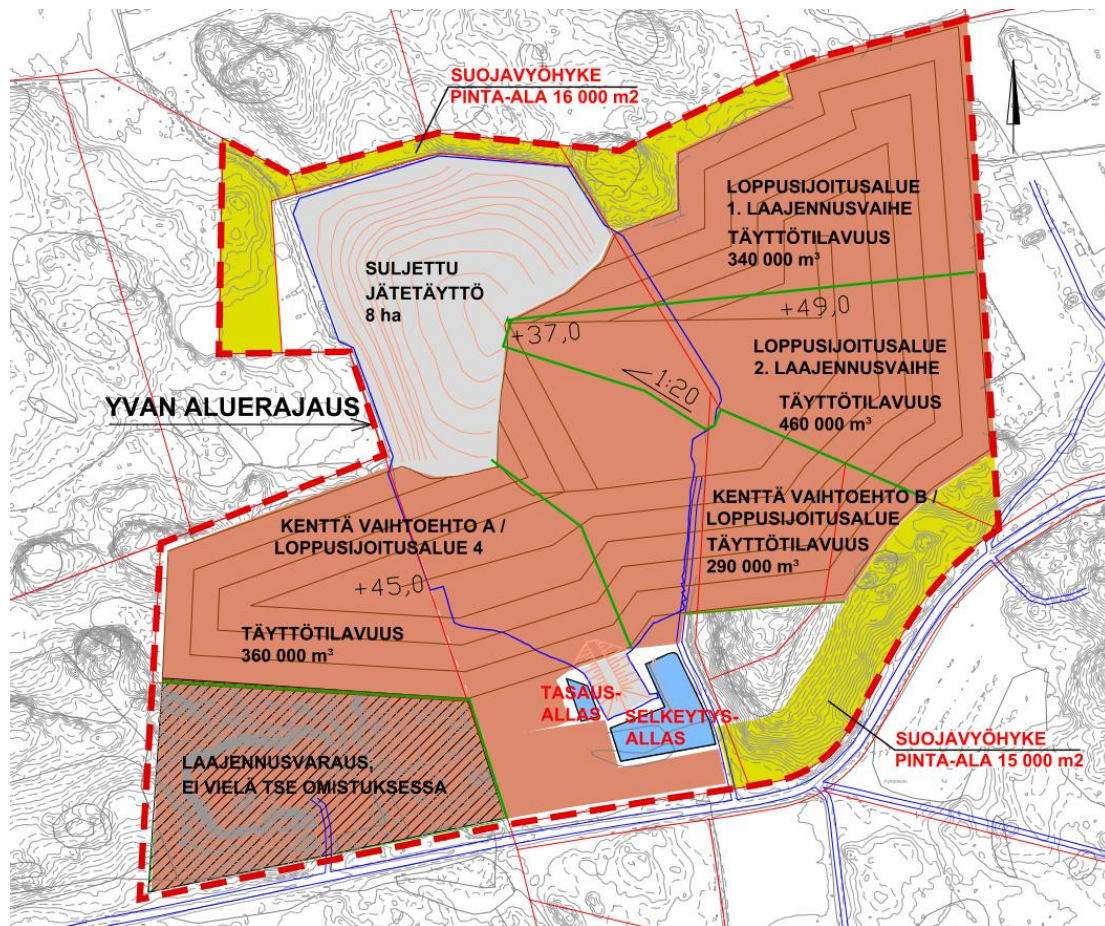 SUOJAVYÖHYKE
PINTA-ALA 16 000 m2
LOPPUSIJOITUSALUE
1. LAAJENNUSVAIHE
TÄYTTÖTILAVUUS
340 000 m³
SULJETTU
JÄTETÄYTTÖ
8 ha
+49,0
+37,0
LOPPUSIJOITUSALUE
2. LAAJENNUSVAIHE
1:20
TÄYTTÖTILAVUUS
460 000 m³
YVAN ALUERAJAUS
KENTTÄ VAIHTOEHTO A /
LOPPUSIJOITUSALUE 4
KENTTÄ VAIHTOEHTO B /
LOPPUSIJOITUSALUE
TÄYTTÖTILAVUUS
290 000 m³
+45,0
TÄYTTÖTILAVUUS
360 000 m³
TASAUS-
ALLAS
SELKEYTYS-
ALLAS
SUOJAVYÖHYKE
PINTA-ALA 15 000 m2
LAAJENNUSVARAUS,
EI VIELÄ TSE OMISTUKSESSA